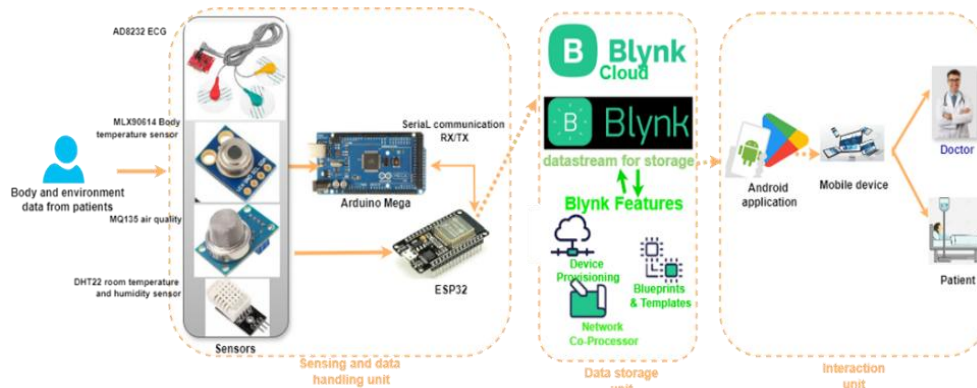 AD8232 ECG
MLX90614 Body
temperature sensor
Body and environment
data from patients
MQ135 air quality
DHT22 room temperature
and humidity sensor
Sensors
Arduino Mega
SeriaL communication
RX/TX
ESP32
Sensing and data
handling unit
B Blynk
Cloud
B Blynk
datastream for storage
Blynk Features
Device
Provisioning
Blueprints
& Templates
Network
Co-Processor
Data storage
unit
Android
application
Mobile device
Doctor
Patient
Interaction
unit